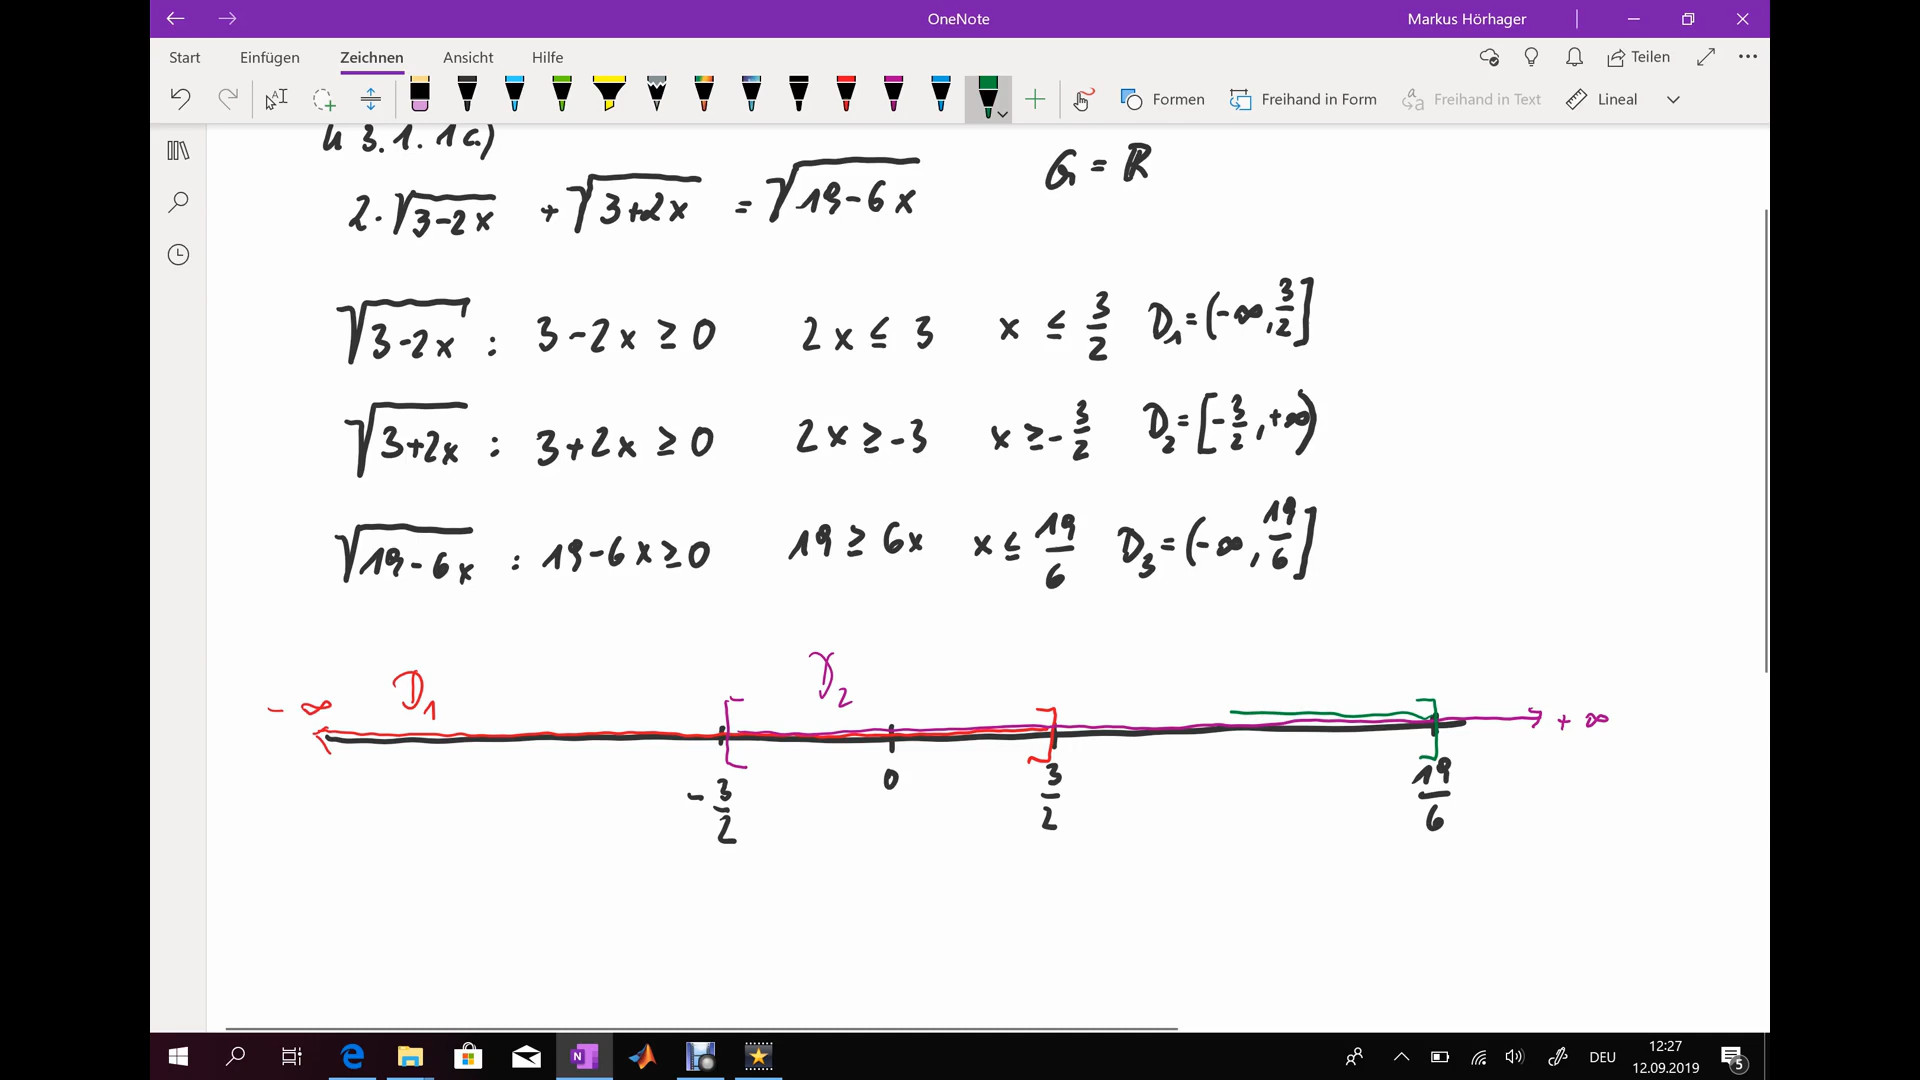 OneNote
Markus Hörhager
Start Einfügen Zeichnen Ansicht Hilfe
Teilen
Formen Freihand in Form Freihand in Text Lineal
3.1. 1c)
2·√(3-2x) + √(3+2x) = √(19-6x) G = ℝ
√(3-2x) : 3-2x ≥ 0 2x ≤ 3 x ≤ 3/2 D₁ = (-∞, 3/2]
√(3+2x) : 3+2x ≥ 0 2x ≥ -3 x ≥ -3/2 D₂ = [-3/2, +∞)
√(19-6x) : 19-6x ≥ 0 19 ≥ 6x x ≤ 19/6 D₃ = (-∞, 19/6]
D₁ D₂
-∞ +∞
-3/2 0 3/2 19/6
DEU
12:27
12.09.2019
5